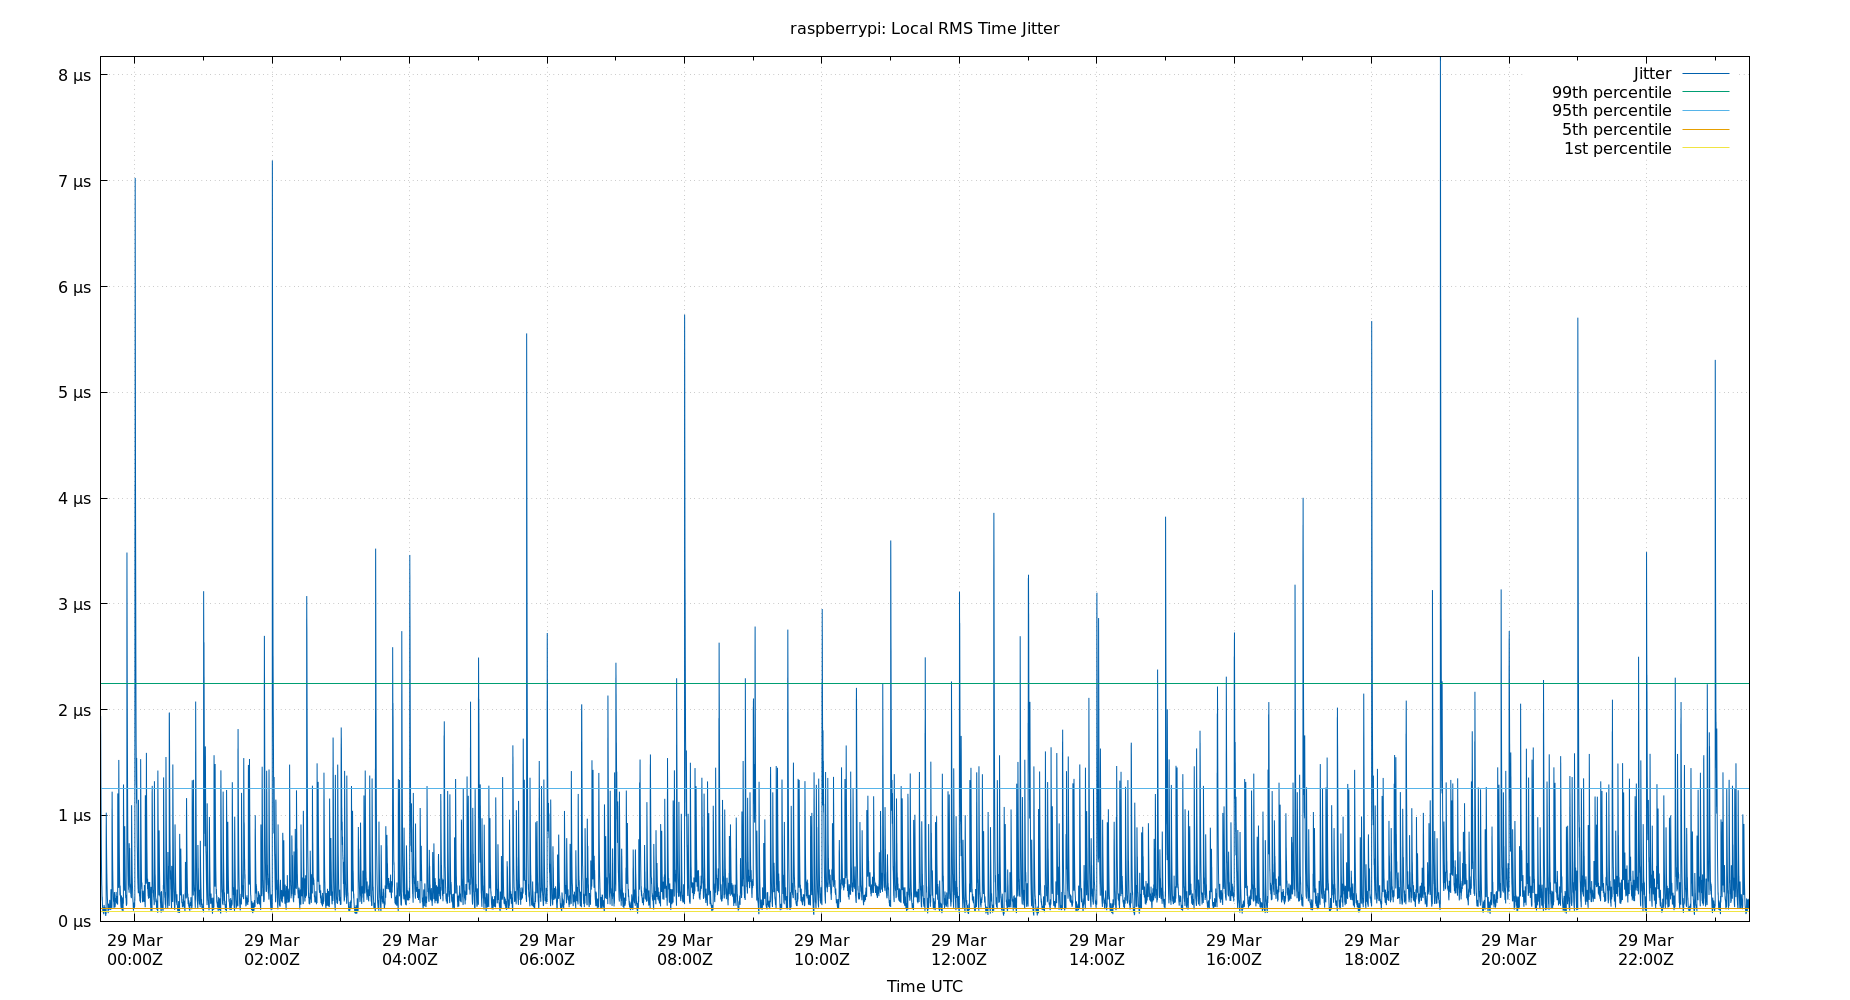 raspberrypi: Local RMS Time Jitter
8 µs
7 µs
6 µs
5 µs
4 µs
3 µs
2 µs
1 µs
0 µs
Jitter
99th percentile
95th percentile
5th percentile
1st percentile
29 Mar 29 Mar 29 Mar 29 Mar 29 Mar 29 Mar 29 Mar 29 Mar 29 Mar 29 Mar 29 Mar 29 Mar
00:00Z 02:00Z 04:00Z 06:00Z 08:00Z 10:00Z 12:00Z 14:00Z 16:00Z 18:00Z 20:00Z 22:00Z
Time UTC